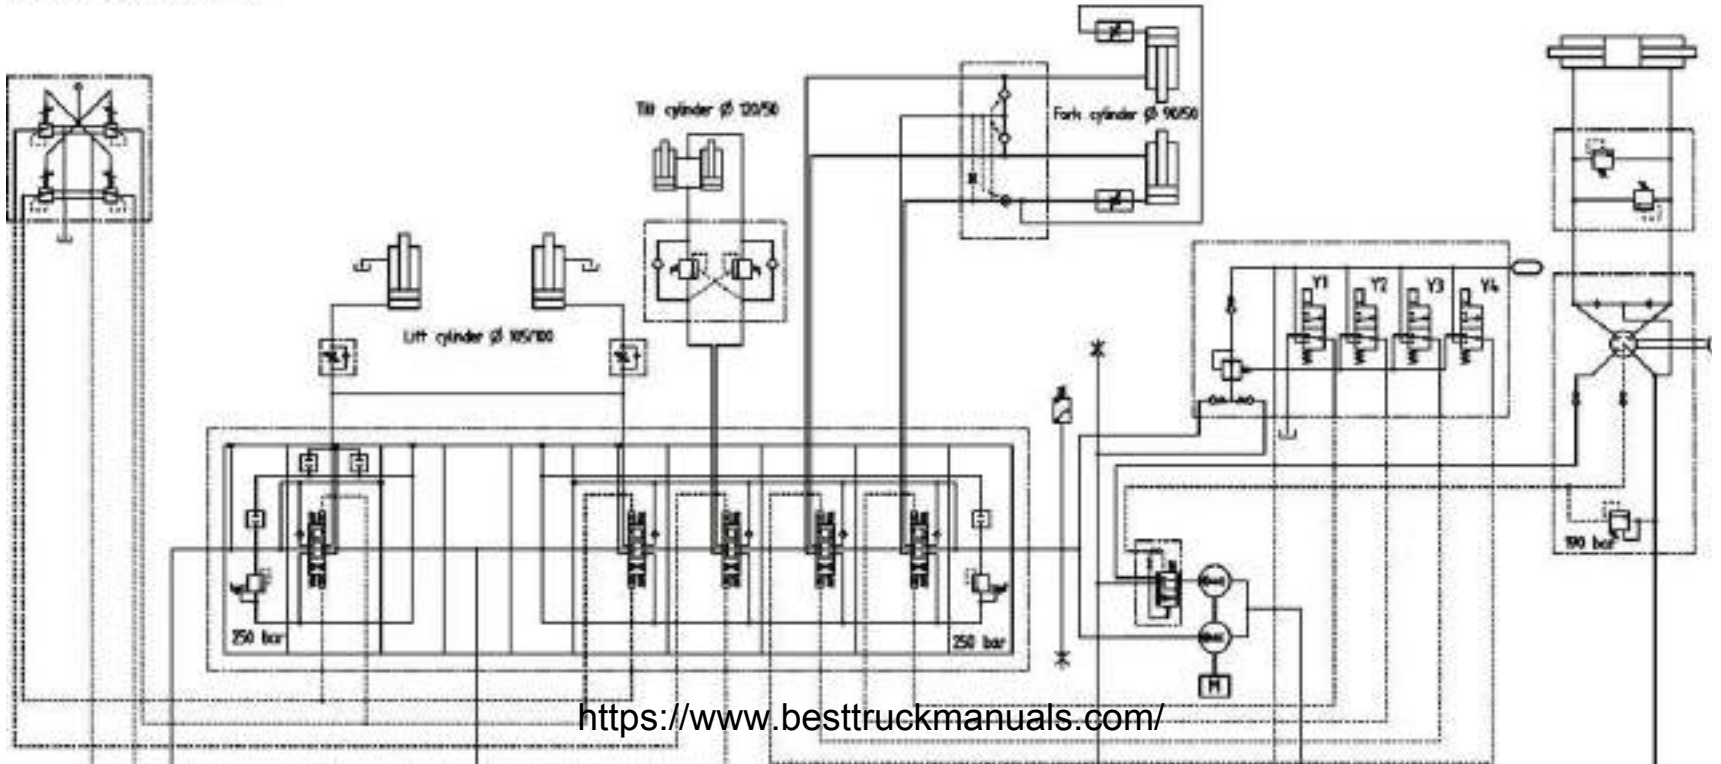 Tilt cylinder Ø 120/50
Fork cylinder Ø 90/50
Lift cylinder Ø 105/100
Y1 Y2 Y3 Y4
190 bar
250 bar
250 bar
M
https://www.besttruckmanuals.com/